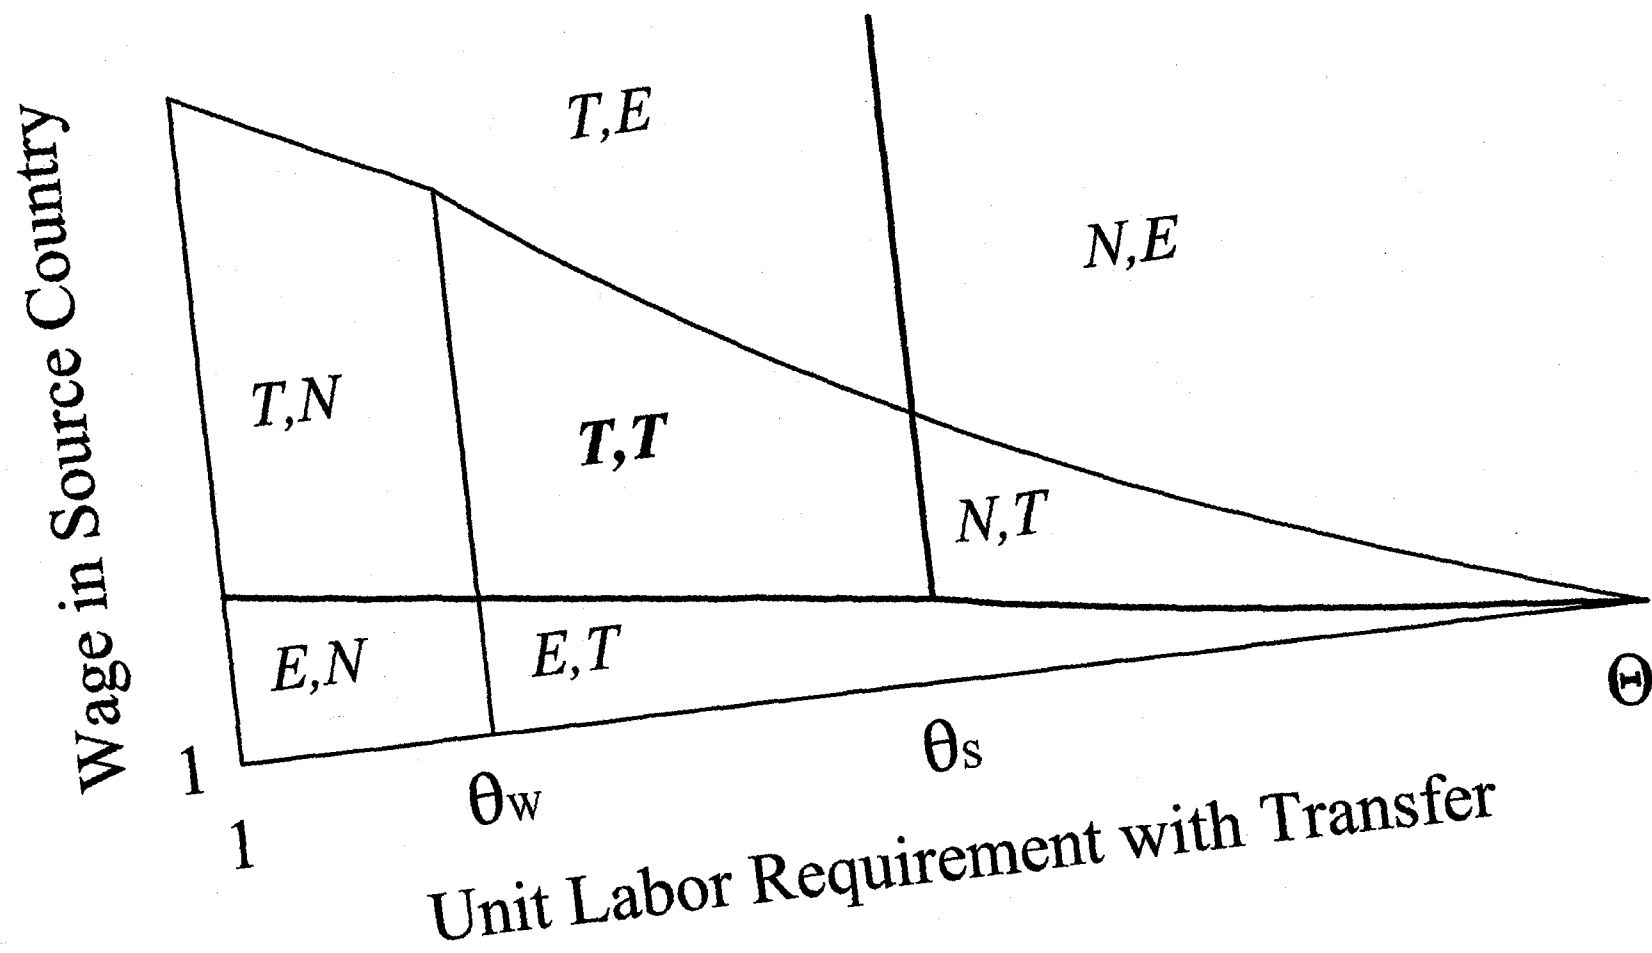 Wage in Source Country
T,E
N,E
T,N
T,T
N,T
E,N
E,T
1
1
θw
θs
Θ
Unit Labor Requirement with Transfer